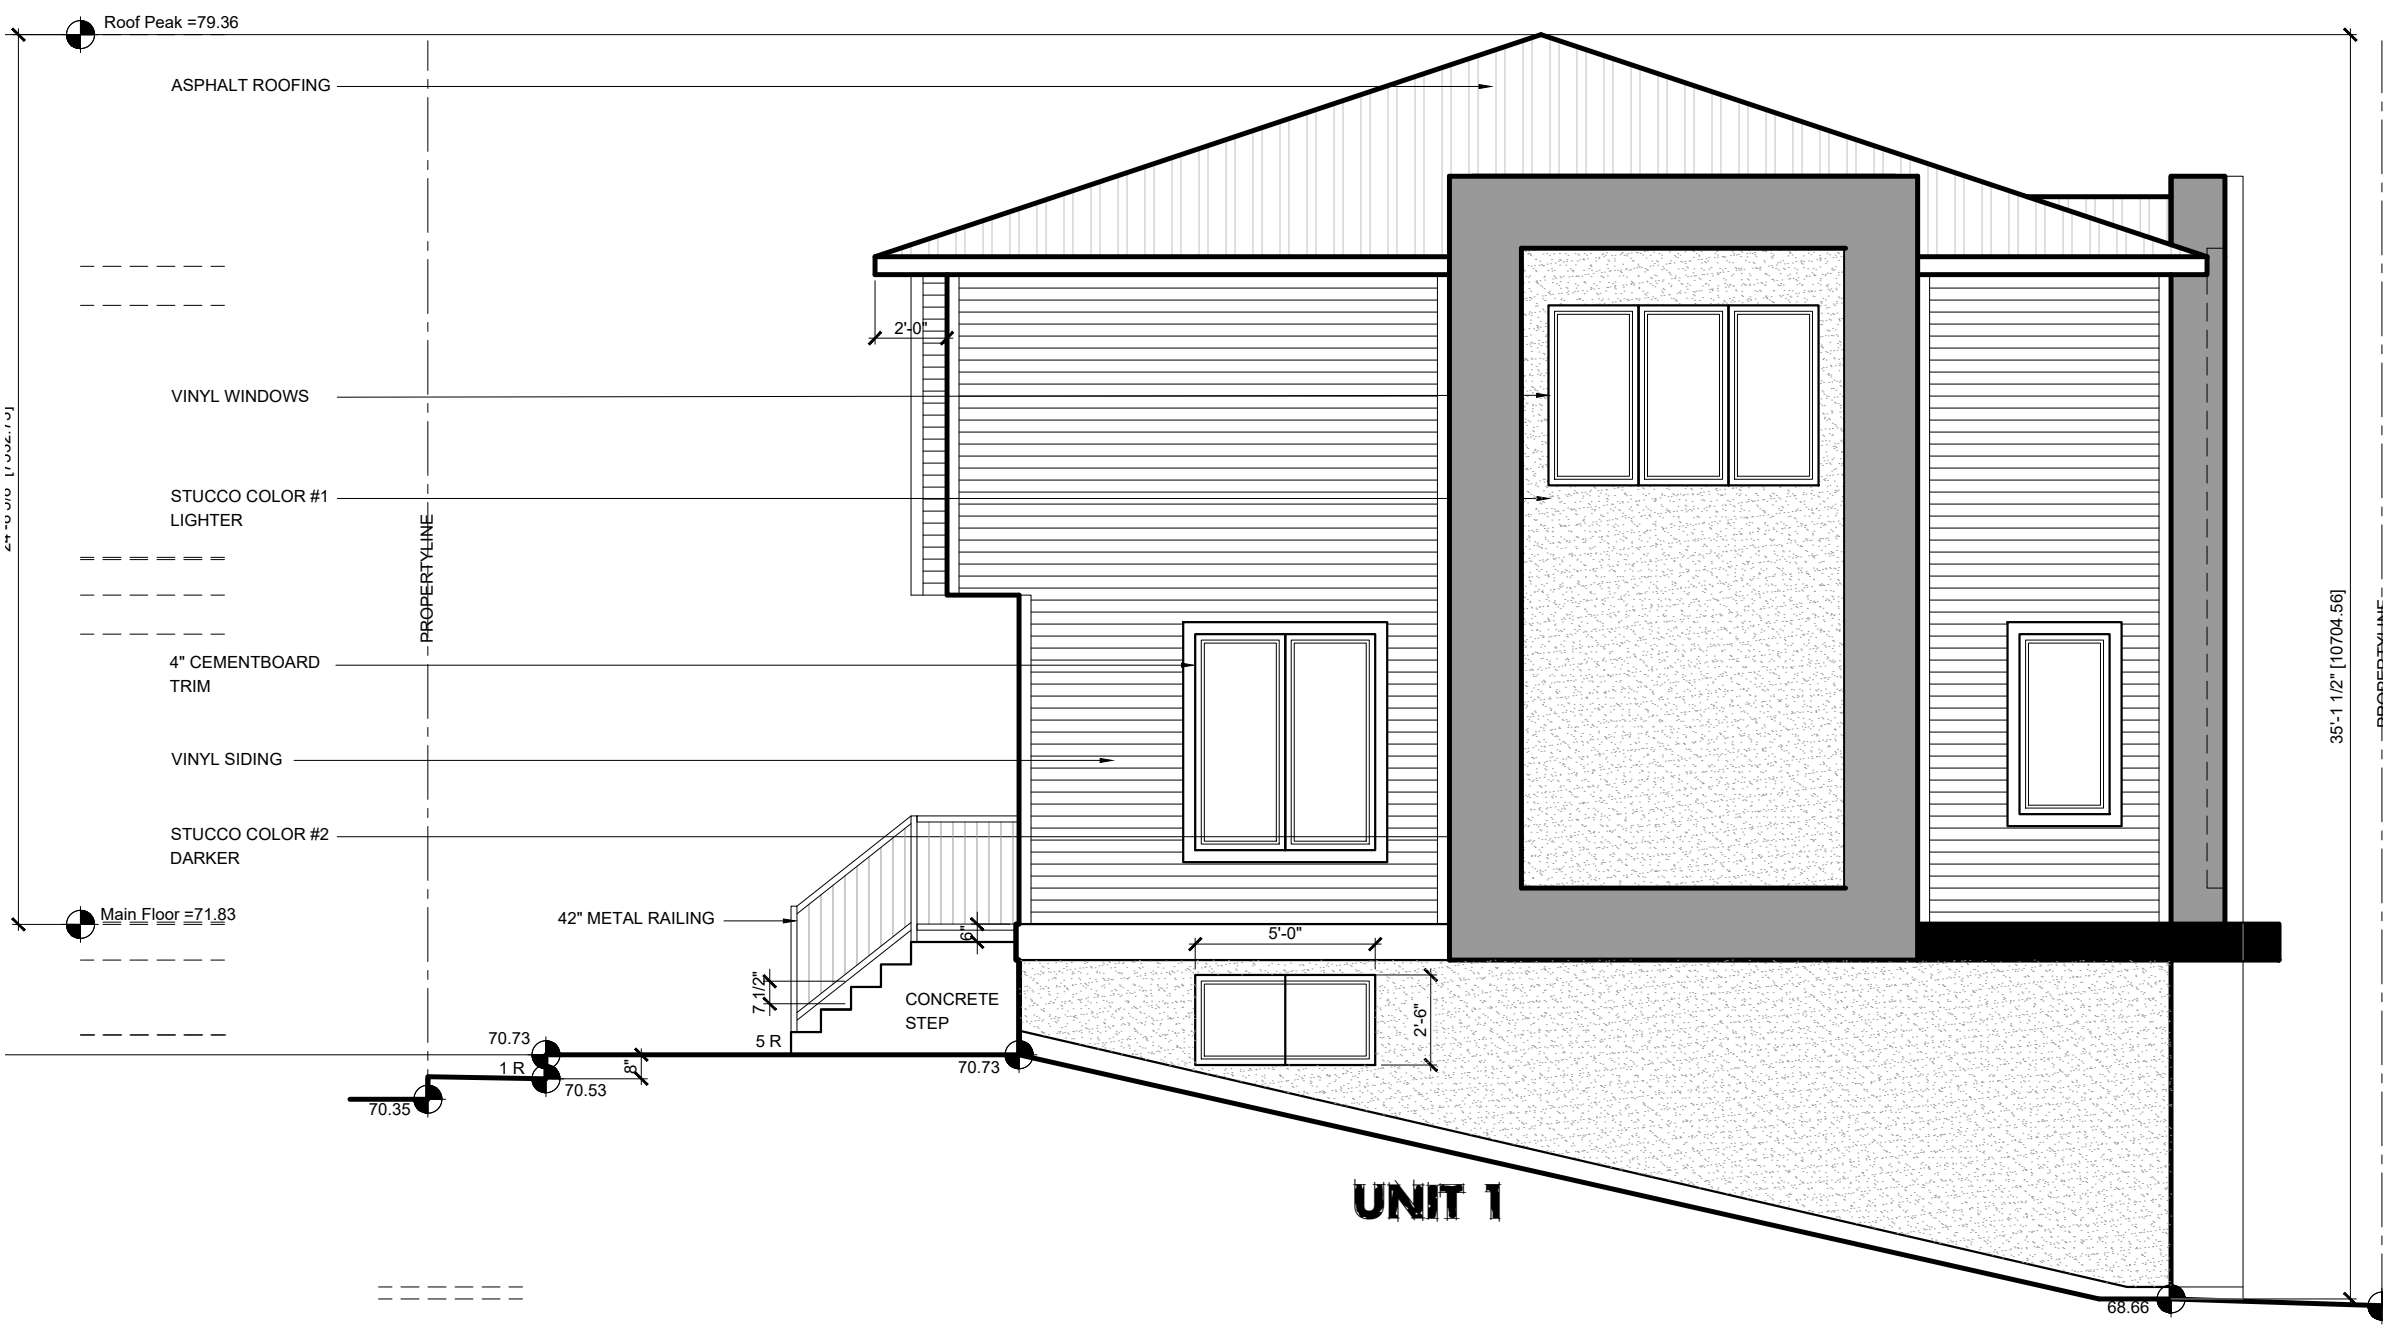 Roof Peak =79.36
ASPHALT ROOFING
2'-0"
VINYL WINDOWS
STUCCO COLOR #1
LIGHTER
PROPERTYLINE
35'-1 1/2" [10704.56]
PROPERTYLINE
4" CEMENTBOARD
TRIM
VINYL SIDING
STUCCO COLOR #2
DARKER
Main Floor =71.83
42" METAL RAILING
6"
5'-0"
7 1/2"
CONCRETE
STEP
2'-6"
70.73
5 R
1 R
8"
70.73
70.53
70.35
UNIT 1
68.66